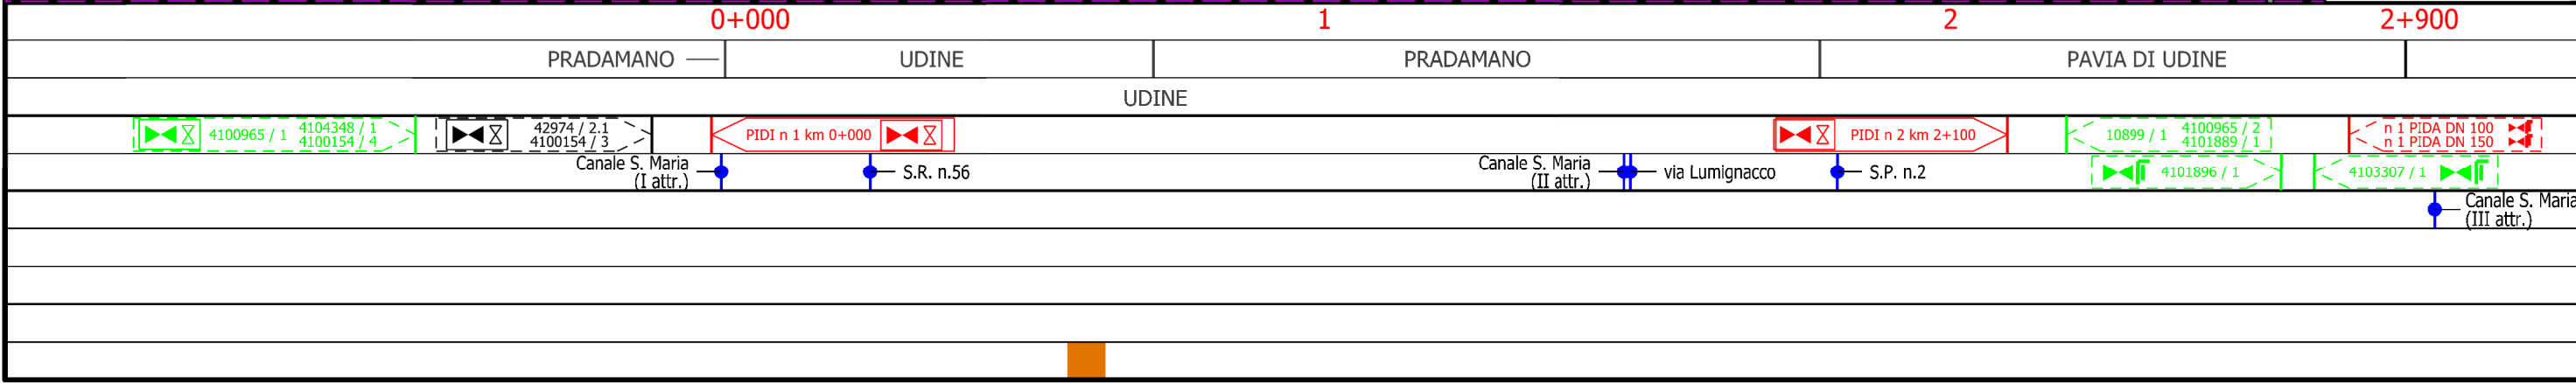 0+000 1 2 2+900
PRADAMANO UDINE PRADAMANO PAVIA DI UDINE
UDINE
4100965 / 1
4104348 / 1
4100154 / 4
42974 / 2.1
4100154 / 3
PIDI n 1 km 0+000
PIDI n 2 km 2+100
10899 / 1
4100965 / 2
4101889 / 1
n 1 PIDA DN 100
n 1 PIDA DN 150
Canale S. Maria
(I attr.)
S.R. n.56
Canale S. Maria
(II attr.)
via Lumignacco
S.P. n.2
4101896 / 1
4103307 / 1
Canale S. Maria
(III attr.)